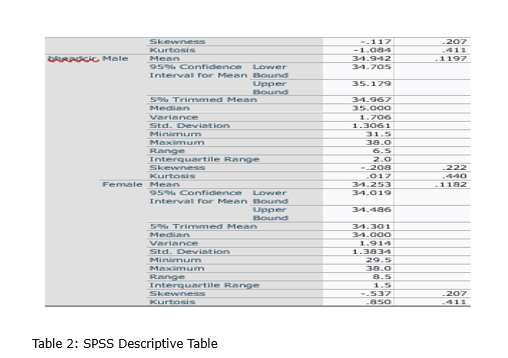 Skewness -.117 .207
Kurtosis -1.084 .411
bheadcir Male Mean 34.942 .1197
95% Confidence Lower 34.705
Interval for Mean Bound
Upper 35.179
Bound
5% Trimmed Mean 34.967
Median 35.000
Variance 1.706
Std. Deviation 1.3061
Minimum 31.5
Maximum 38.0
Range 6.5
Interquartile Range 2.0
Skewness -.208 .222
Kurtosis .017 .440
Female Mean 34.253 .1182
95% Confidence Lower 34.019
Interval for Mean Bound
Upper 34.486
Bound
5% Trimmed Mean 34.301
Median 34.000
Variance 1.914
Std. Deviation 1.3834
Minimum 29.5
Maximum 38.0
Range 8.5
Interquartile Range 1.5
Skewness -.537 .207
Kurtosis .850 .411
Table 2: SPSS Descriptive Table